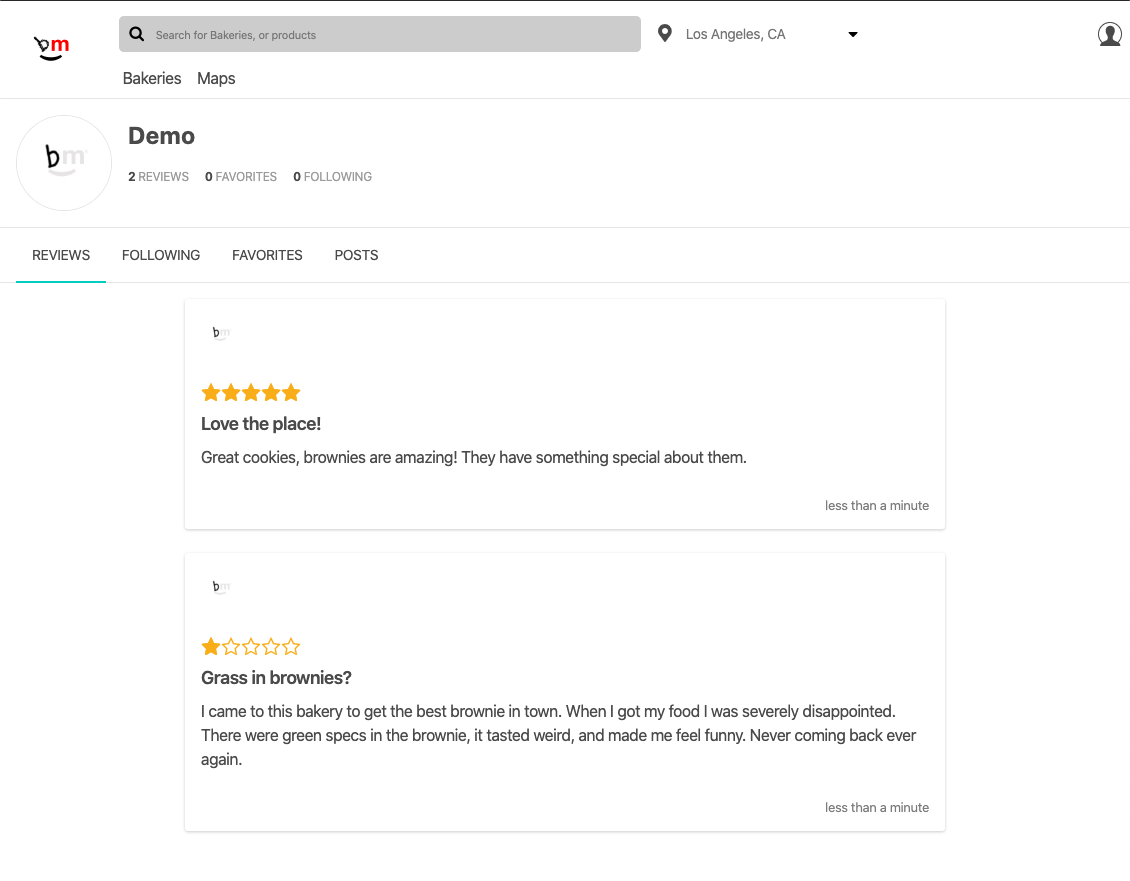 bm
Search for Bakeries, or products
Los Angeles, CA
Bakeries Maps
bm
Demo
2 REVIEWS 0 FAVORITES 0 FOLLOWING
REVIEWS FOLLOWING FAVORITES POSTS
bm
Love the place!
Great cookies, brownies are amazing! They have something special about them.
less than a minute
bm
Grass in brownies?
I came to this bakery to get the best brownie in town. When I got my food I was severely disappointed.
There were green specs in the brownie, it tasted weird, and made me feel funny. Never coming back ever
again.
less than a minute